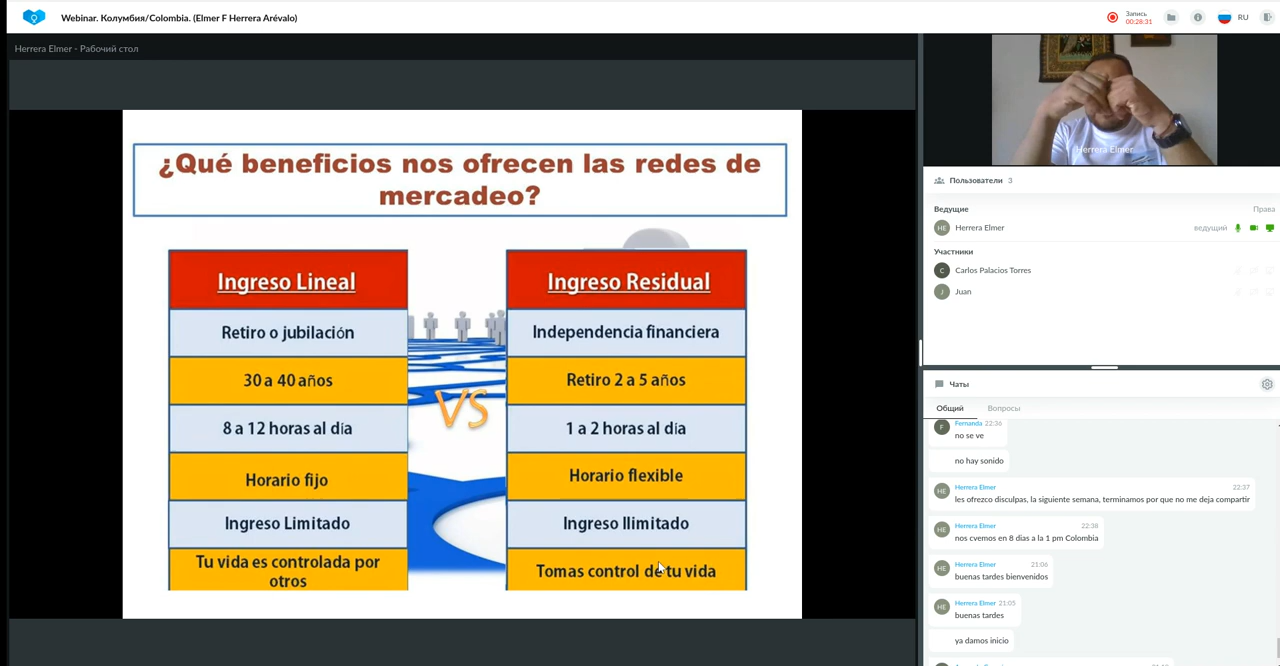 Webinar. Колумбия/Colombia. (Elmer F Herrera Arévalo)
Запись
00:28:31
RU
Herrera Elmer - Рабочий стол
¿Qué beneficios nos ofrecen las redes de
mercadeo?
Ingreso Lineal
Retiro o jubilación
30 a 40 años
8 a 12 horas al día
Horario fijo
Ingreso Limitado
Tu vida es controlada por
otros
VS
Ingreso Residual
Independencia financiera
Retiro 2 a 5 años
1 a 2 horas al día
Horario flexible
Ingreso Ilimitado
Tomas control de tu vida
Herrera Elmer
Пользователи 3
Ведущие Права
HE Herrera Elmer ведущий
Участники
C Carlos Palacios Torres
J Juan
Чаты
Общий Вопросы
F Fernanda 22:36
no se ve
no hay sonido
HE Herrera Elmer 22:37
les ofrezco disculpas, la siguiente semana, terminamos por que no me deja compartir
HE Herrera Elmer 22:38
nos cvemos en 8 dias a la 1 pm Colombia
HE Herrera Elmer 21:06
buenas tardes bienvenidos
HE Herrera Elmer 21:05
buenas tardes
ya damos inicio